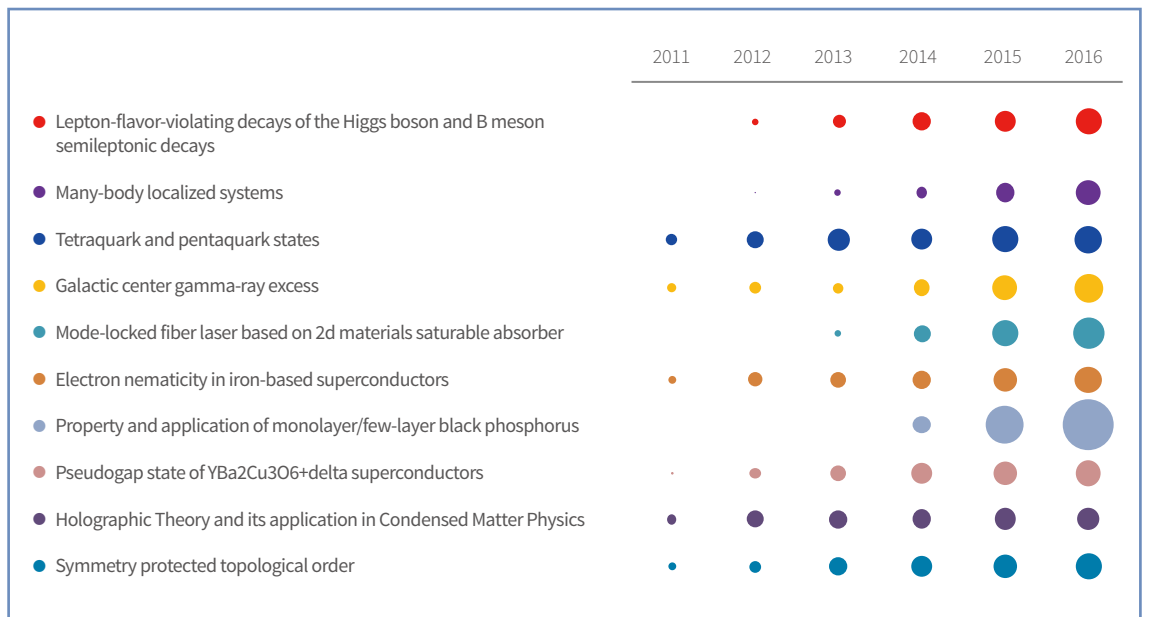 2011 2012 2013 2014 2015 2016
Lepton-flavor-violating decays of the Higgs boson and B meson
semileptonic decays
Many-body localized systems
Tetraquark and pentaquark states
Galactic center gamma-ray excess
Mode-locked fiber laser based on 2d materials saturable absorber
Electron nematicity in iron-based superconductors
Property and application of monolayer/few-layer black phosphorus
Pseudogap state of YBa2Cu3O6+delta superconductors
Holographic Theory and its application in Condensed Matter Physics
Symmetry protected topological order